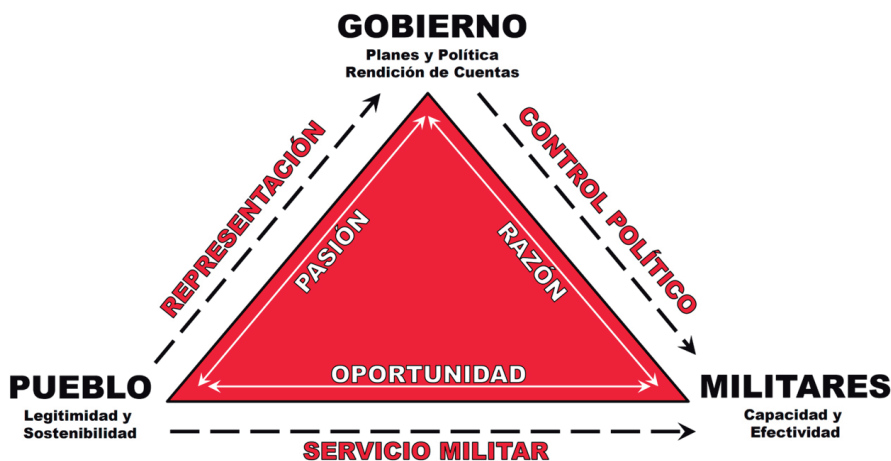 GOBIERNO
Planes y Política
Rendición de Cuentas
REPRESENTACIÓN
CONTROL POLÍTICO
PASIÓN
RAZÓN
OPORTUNIDAD
PUEBLO
Legitimidad y
Sostenibilidad
MILITARES
Capacidad y
Efectividad
SERVICIO MILITAR